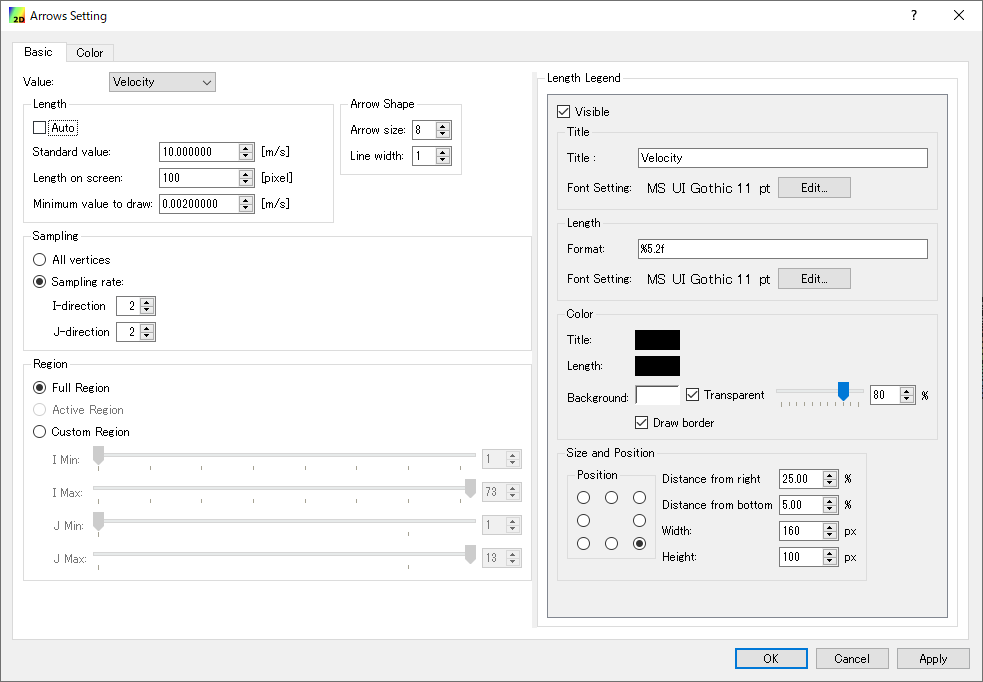 2D Arrows Setting ?
Basic Color
Value: Velocity
Length
Auto
Standard value: 10.000000 [m/s]
Length on screen: 100 [pixel]
Minimum value to draw: 0.00200000 [m/s]
Arrow Shape
Arrow size: 8
Line width: 1
Sampling
All vertices
Sampling rate:
I-direction 2
J-direction 2
Region
Full Region
Active Region
Custom Region
I Min: 1
I Max: 73
J Min: 1
J Max: 13
Length Legend
Visible
Title
Title : Velocity
Font Setting: MS UI Gothic 11 pt Edit...
Length
Format: %5.2f
Font Setting: MS UI Gothic 11 pt Edit...
Color
Title:
Length:
Background: Transparent 80 %
Draw border
Size and Position
Position
Distance from right 25.00 %
Distance from bottom 5.00 %
Width: 160 px
Height: 100 px
OK Cancel Apply